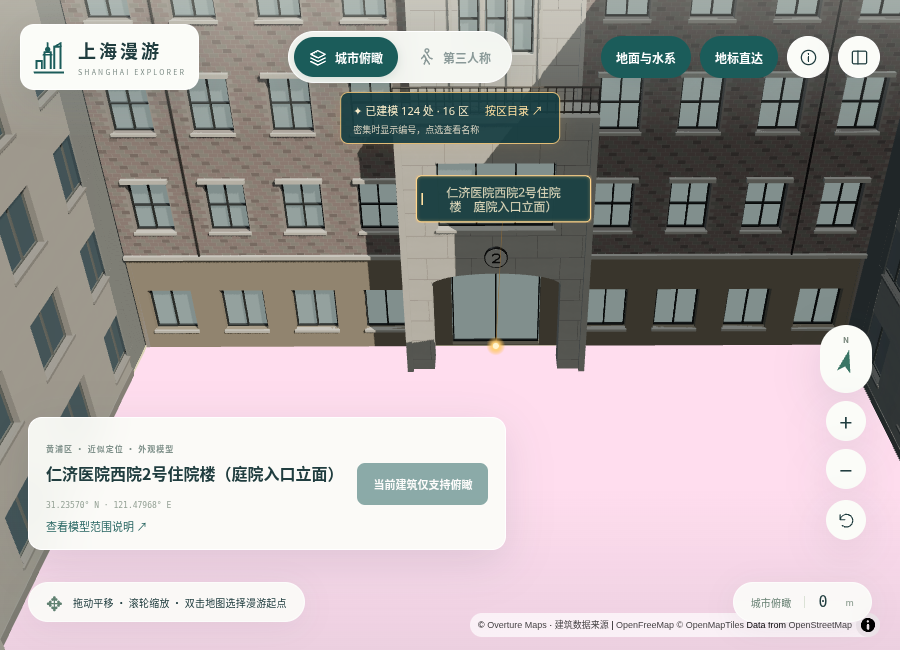 上海漫游
SHANGHAI EXPLORER
城市俯瞰
第三人称
地面与水系
地标直达
✦ 已建模 124 处 · 16 区 按区目录 ↗
密集时显示编号，点选查看名称
仁济医院西院2号住院
楼 庭院入口立面）
2
N
+
−
黄浦区 · 近似定位 · 外观模型
仁济医院西院2号住院楼（庭院入口立面）
当前建筑仅支持俯瞰
31.23570° N · 121.47968° E
查看模型范围说明 ↗
拖动平移 · 滚轮缩放 · 双击地图选择漫游起点
城市俯瞰 0 m
© Overture Maps · 建筑数据来源 | OpenFreeMap © OpenMapTiles Data from OpenStreetMap